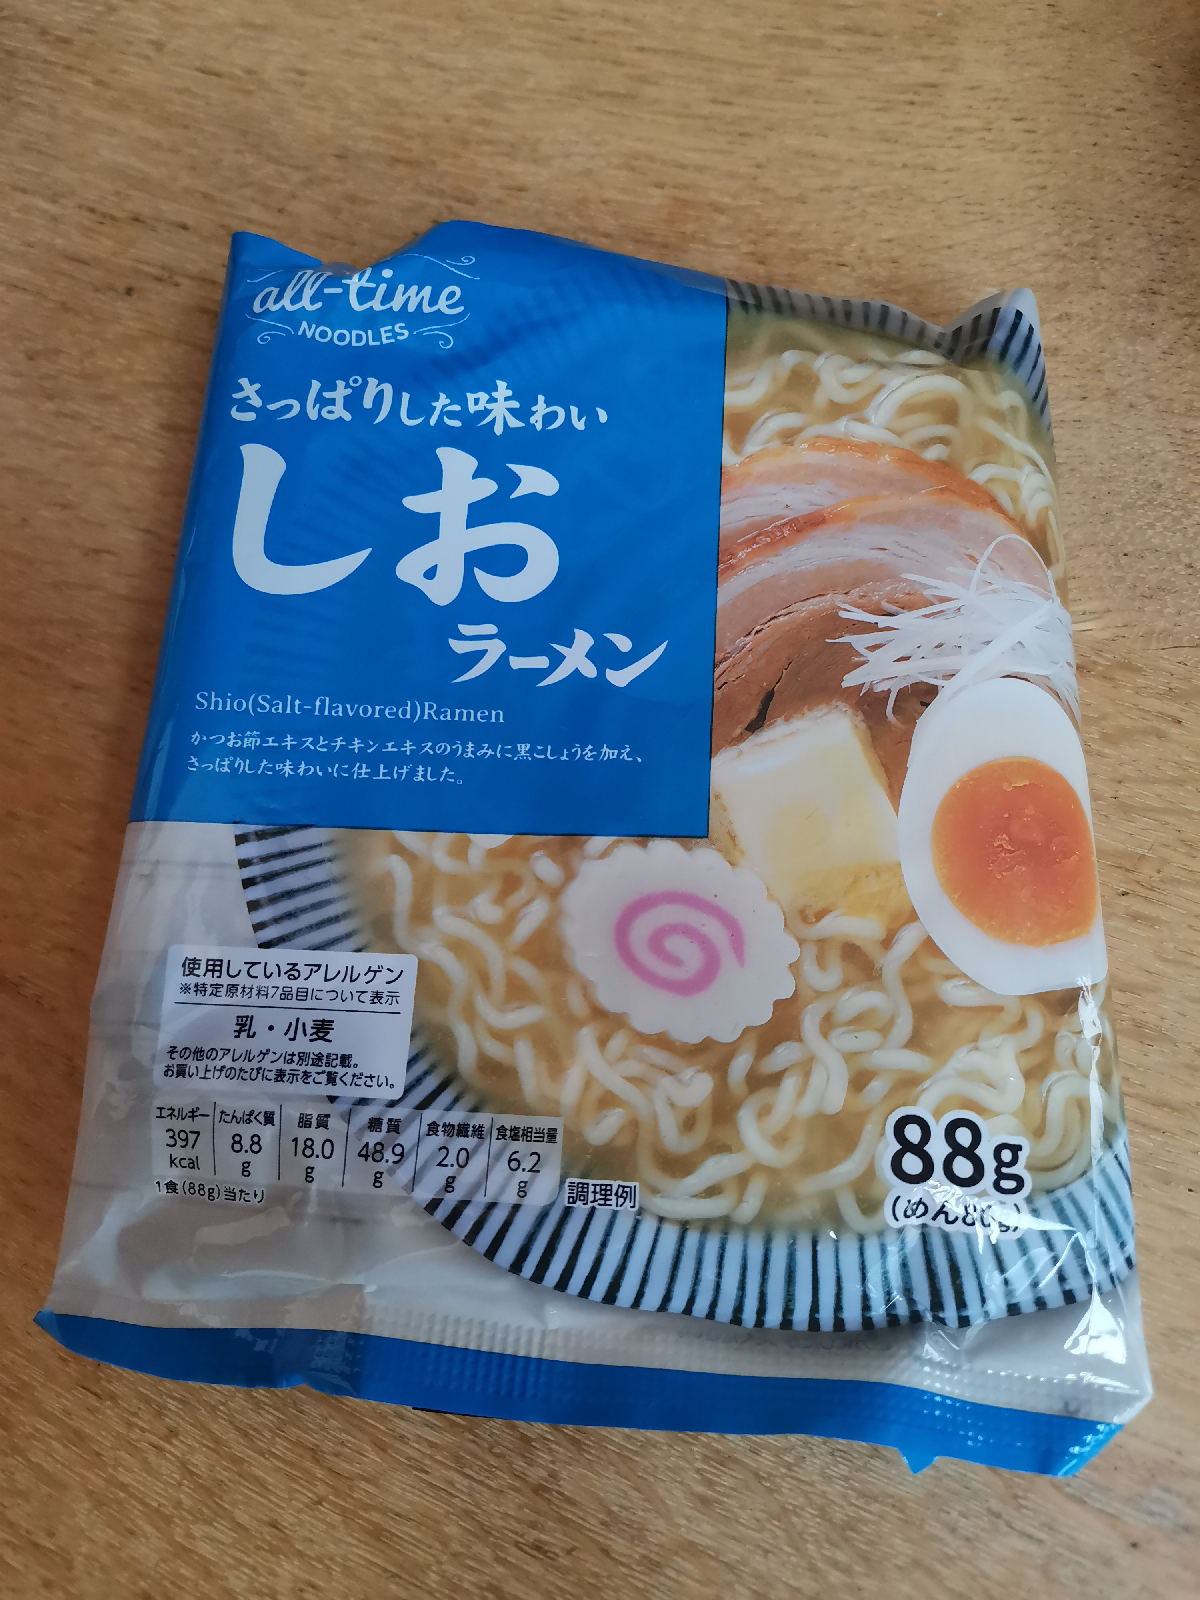 all-time
NOODLES
さっぱりした味わい
しお
ラーメン
Shio(Salt-flavored)Ramen
かつお節エキスとチキンエキスのうまみに黒こしょうを加え、
さっぱりした味わいに仕上げました。
使用しているアレルゲン
※特定原材料7品目について表示
乳・小麦
その他のアレルゲンは別途記載。
お買い上げのたびに表示をご覧ください。
エネルギー たんぱく質 脂質 糖質 食物繊維 食塩相当量
397 8.8 18.0 48.9 2.0 6.2
kcal g g g g g
1食(88g)当たり
調理例
88g
(めん80g)